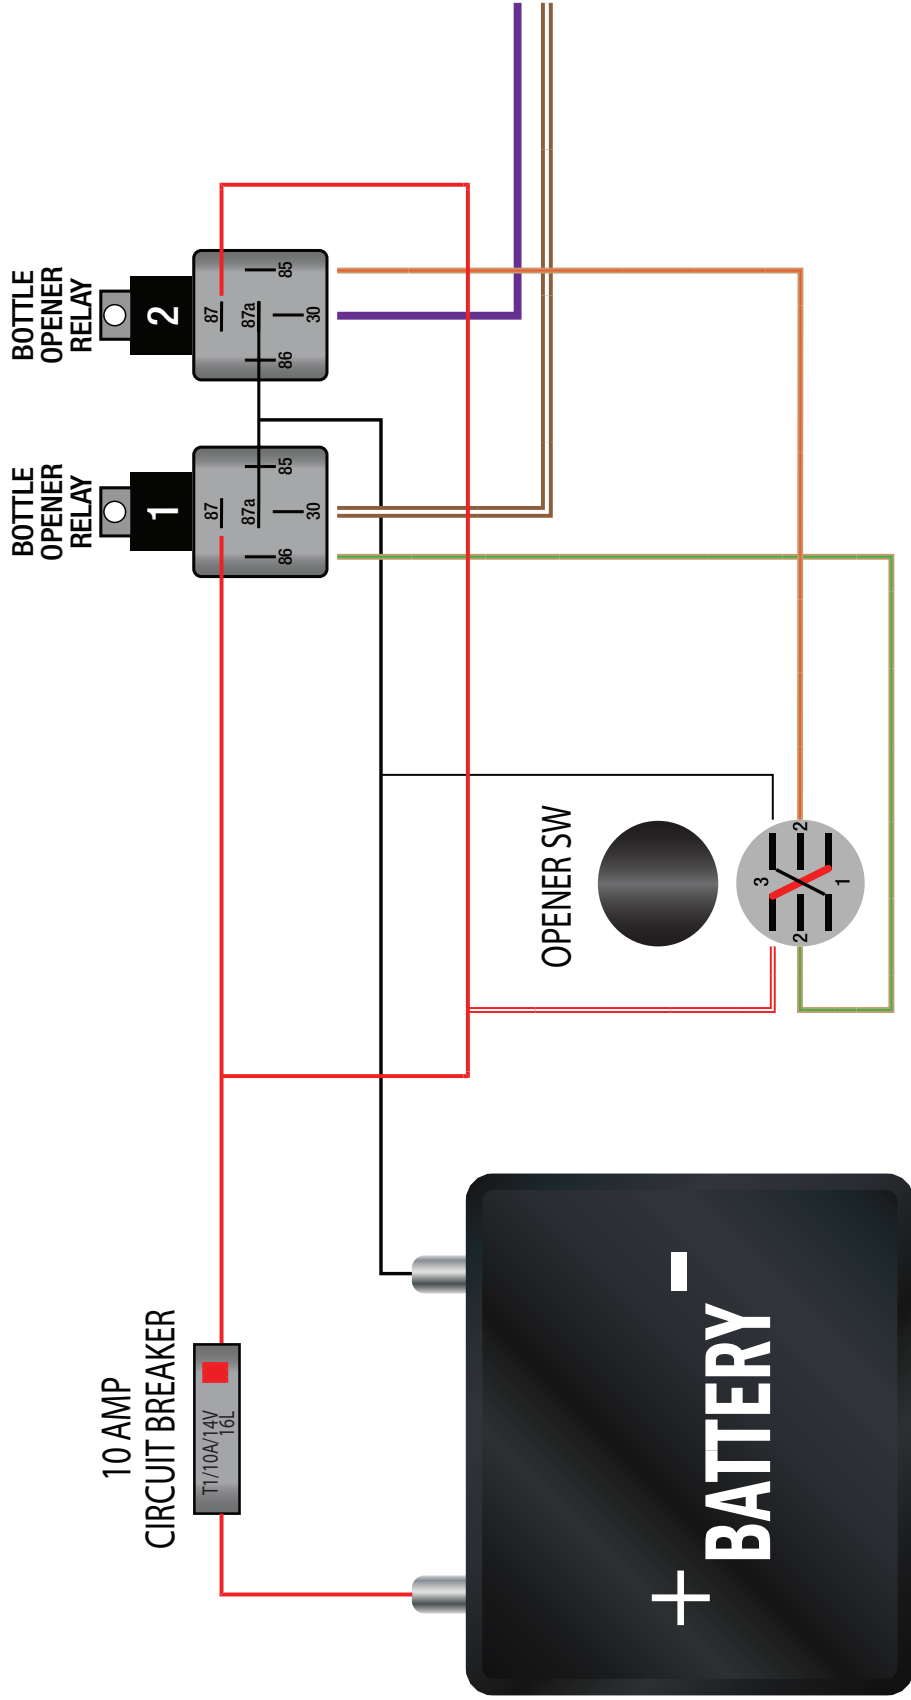 BOTTLE
OPENER
RELAY
1
87
87a
86
30
85
BOTTLE
OPENER
RELAY
2
87
87a
86
30
85
10 AMP
CIRCUIT BREAKER
T1/10A/14V
16L
OPENER SW
3
2
2
1
+
-
BATTERY